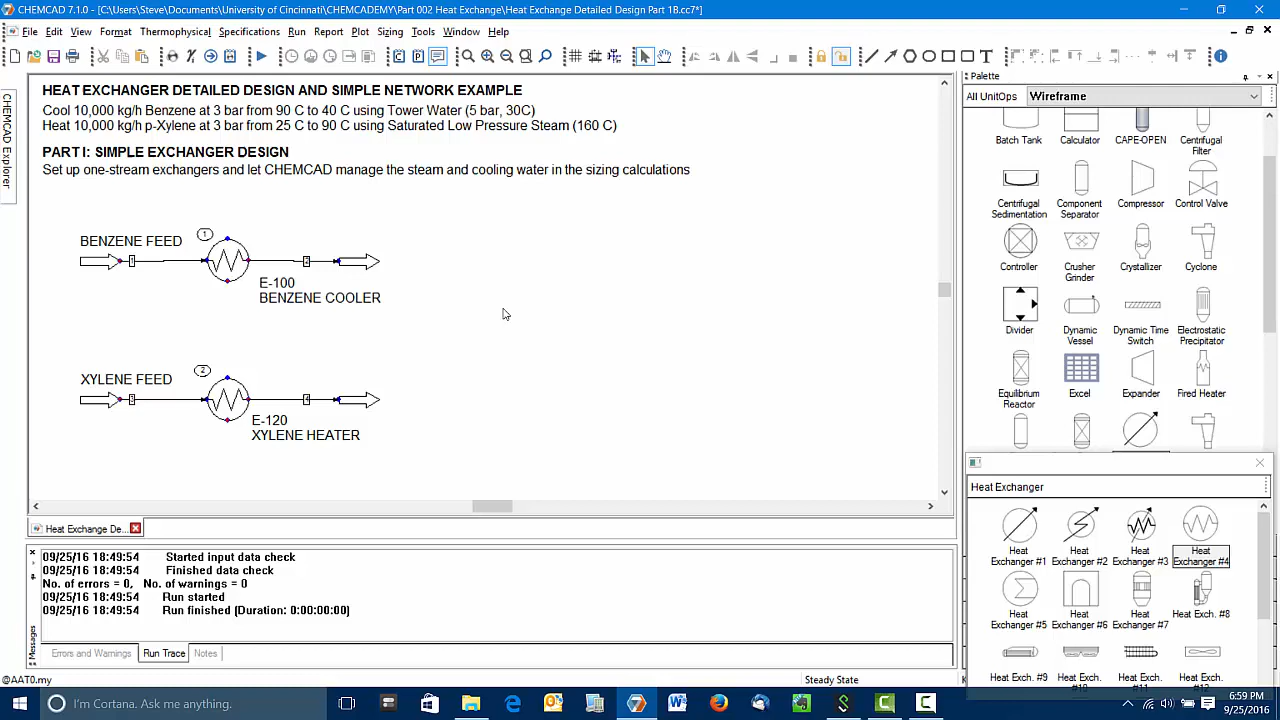 CHEMCAD 7.1.0 - [C:\Users\Steve\Documents\University of Cincinnati\CHEMCADEMY\Part 002 Heat Exchange\Heat Exchange Detailed Design Part 1B.cc7*]
File Edit View Format Thermophysical Specifications Run Report Plot Sizing Tools Window Help
CHEMCAD Explorer
HEAT EXCHANGER DETAILED DESIGN AND SIMPLE NETWORK EXAMPLE
Cool 10,000 kg/h Benzene at 3 bar from 90 C to 40 C using Tower Water (5 bar, 30C)
Heat 10,000 kg/h p-Xylene at 3 bar from 25 C to 90 C using Saturated Low Pressure Steam (160 C)
PART I: SIMPLE EXCHANGER DESIGN
Set up one-stream exchangers and let CHEMCAD manage the steam and cooling water in the sizing calculations
BENZENE FEED
1
1
2
E-100
BENZENE COOLER
XYLENE FEED
2
3
4
E-120
XYLENE HEATER
Palette
All UnitOps
Wireframe
Batch Tank
Calculator
CAPE-OPEN
Centrifugal Filter
Centrifugal Sedimentation
Component Separator
Compressor
Control Valve
Controller
Crusher Grinder
Crystallizer
Cyclone
Divider
Dynamic Vessel
Dynamic Time Switch
Electrostatic Precipitator
Equilibrium Reactor
Excel
Expander
Fired Heater
Heat Exchanger
Heat Exchanger #1
Heat Exchanger #2
Heat Exchanger #3
Heat Exchanger #4
Heat Exchanger #5
Heat Exchanger #6
Heat Exchanger #7
Heat Exch. #8
Heat Exch. #9
Heat Exch. #10
Heat Exch. #11
Heat Exch. #12
Heat Exchange De...
Messages
09/25/16 18:49:54 Started input data check
09/25/16 18:49:54 Finished data check
No. of errors = 0, No. of warnings = 0
09/25/16 18:49:54 Run started
09/25/16 18:49:54 Run finished (Duration: 0:00:00:00)
Errors and Warnings Run Trace Notes
@AAT0.my
Steady State
I'm Cortana. Ask me anything.
6:59 PM
9/25/2016